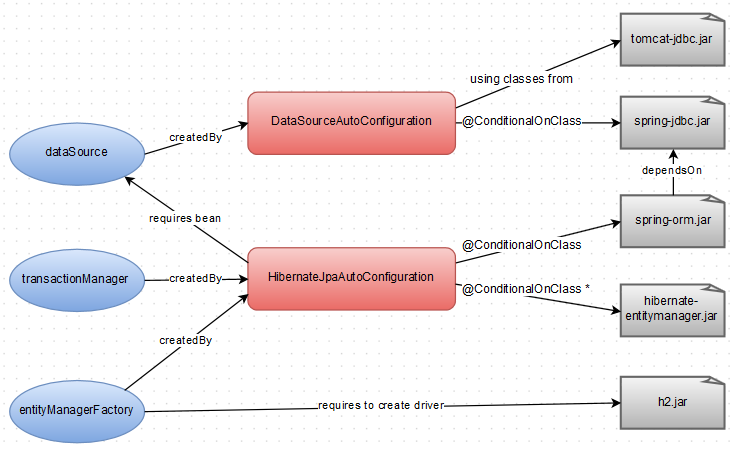 tomcat-jdbc.jar
using classes from
DataSourceAutoConfiguration
@ConditionalOnClass
spring-jdbc.jar
createdBy
dataSource
dependsOn
requires bean
spring-orm.jar
@ConditionalOnClass
transactionManager
createdBy
HibernateJpaAutoConfiguration
@ConditionalOnClass *
hibernate-
entitymanager.jar
createdBy
entityManagerFactory
requires to create driver
h2.jar